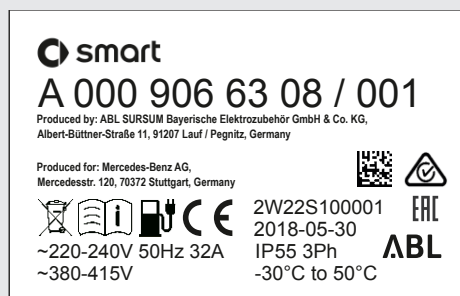 smart
A 000 906 63 08 / 001
Produced by: ABL SURSUM Bayerische Elektrozubehör GmbH & Co. KG,
Albert-Büttner-Straße 11, 91207 Lauf / Pegnitz, Germany
Produced for: Mercedes-Benz AG,
Mercedesstr. 120, 70372 Stuttgart, Germany
i CE 2W22S100001 EAC
2018-05-30
~220-240V 50Hz 32A IP55 3Ph ABL
~380-415V -30°C to 50°C